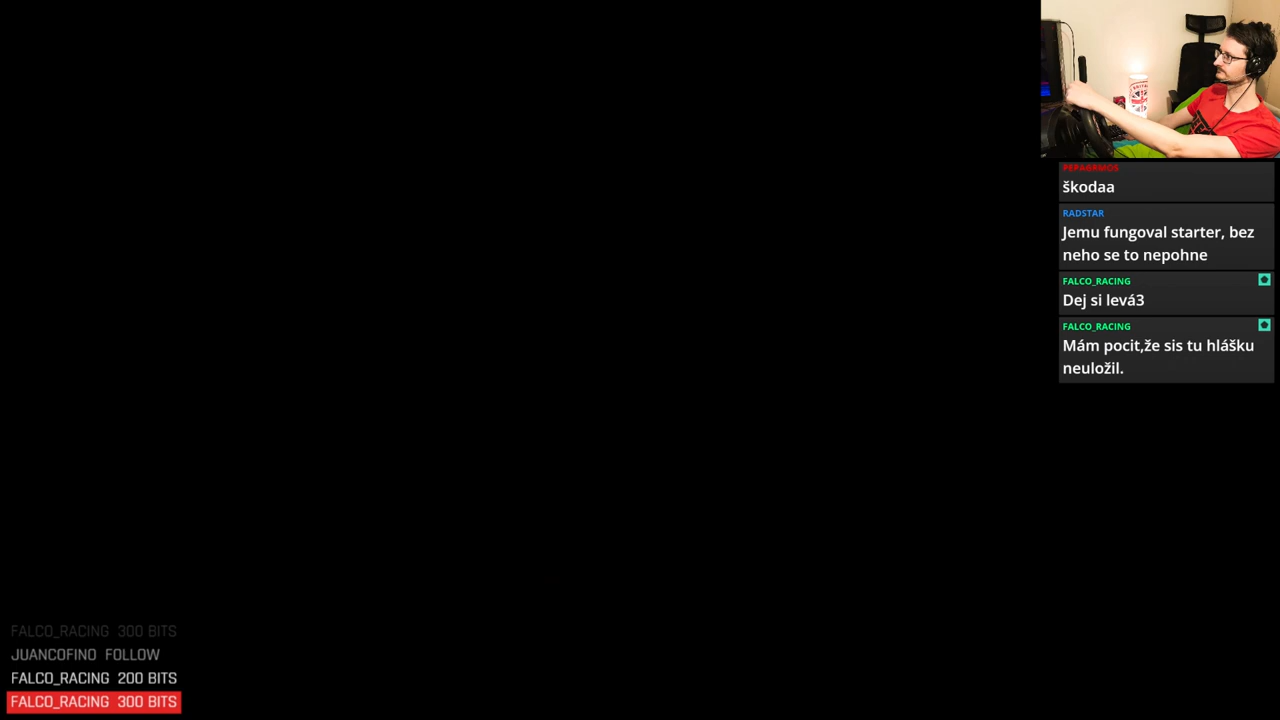 PEPAGRMOS
škodaa
RADSTAR
Jemu fungoval starter, bez
neho se to nepohne
FALCO_RACING
Dej si levá3
FALCO_RACING
Mám pocit,že sis tu hlášku
neuložil.
FALCO_RACING 300 BITS
JUANCOFINO FOLLOW
FALCO_RACING 200 BITS
FALCO_RACING 300 BITS